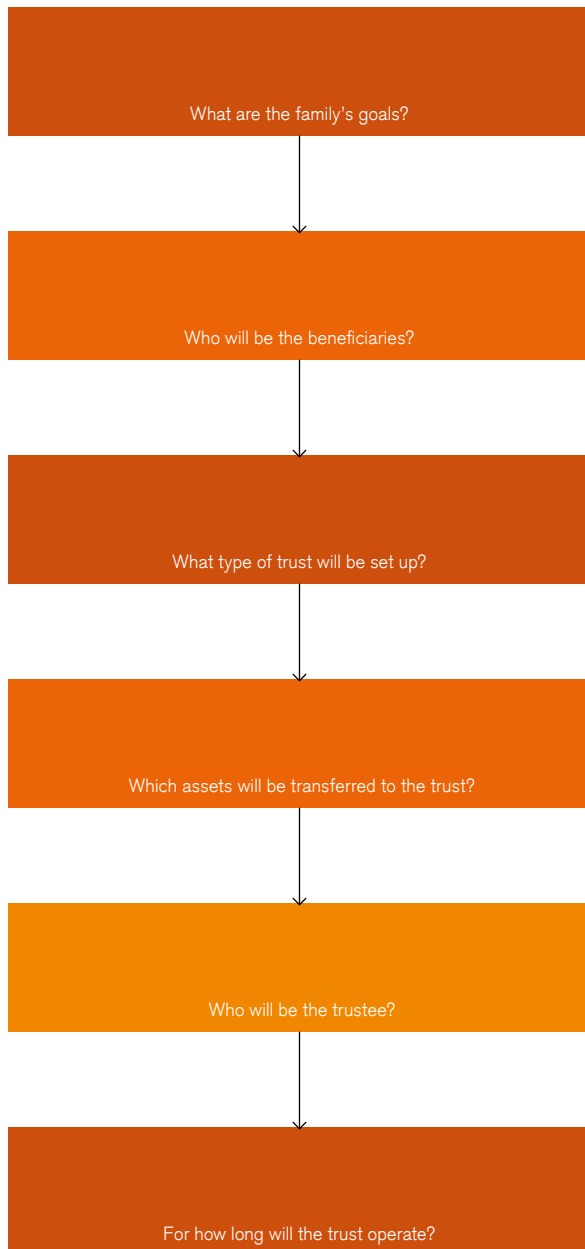 What are the family’s goals?
Who will be the beneficiaries?
What type of trust will be set up?
Which assets will be transferred to the trust?
Who will be the trustee?
For how long will the trust operate?